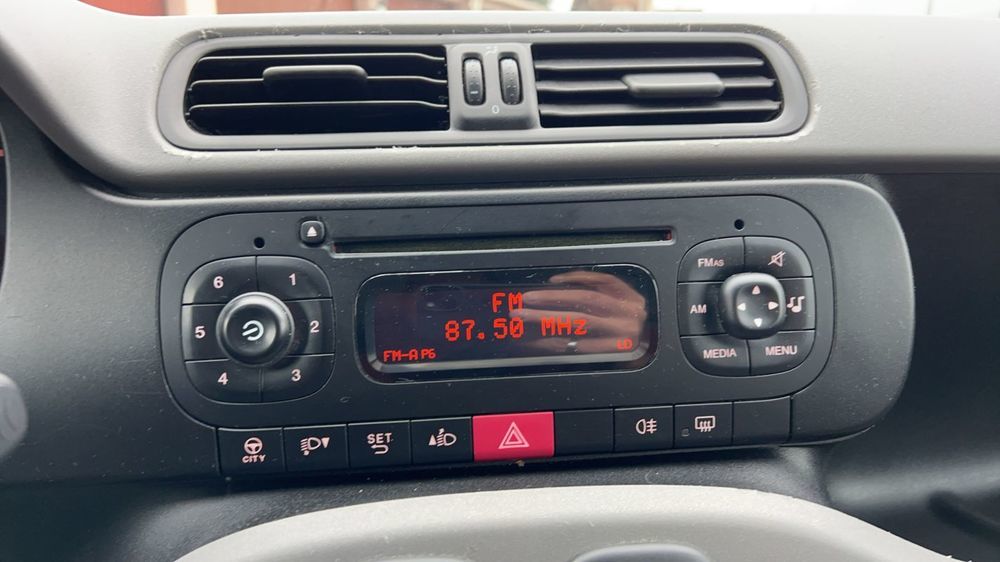 0
6
1
5
2
4
3
FM
87.50 MHz
FM-A P6
LO
FMAS
AM
MEDIA
MENU
CITY
SET